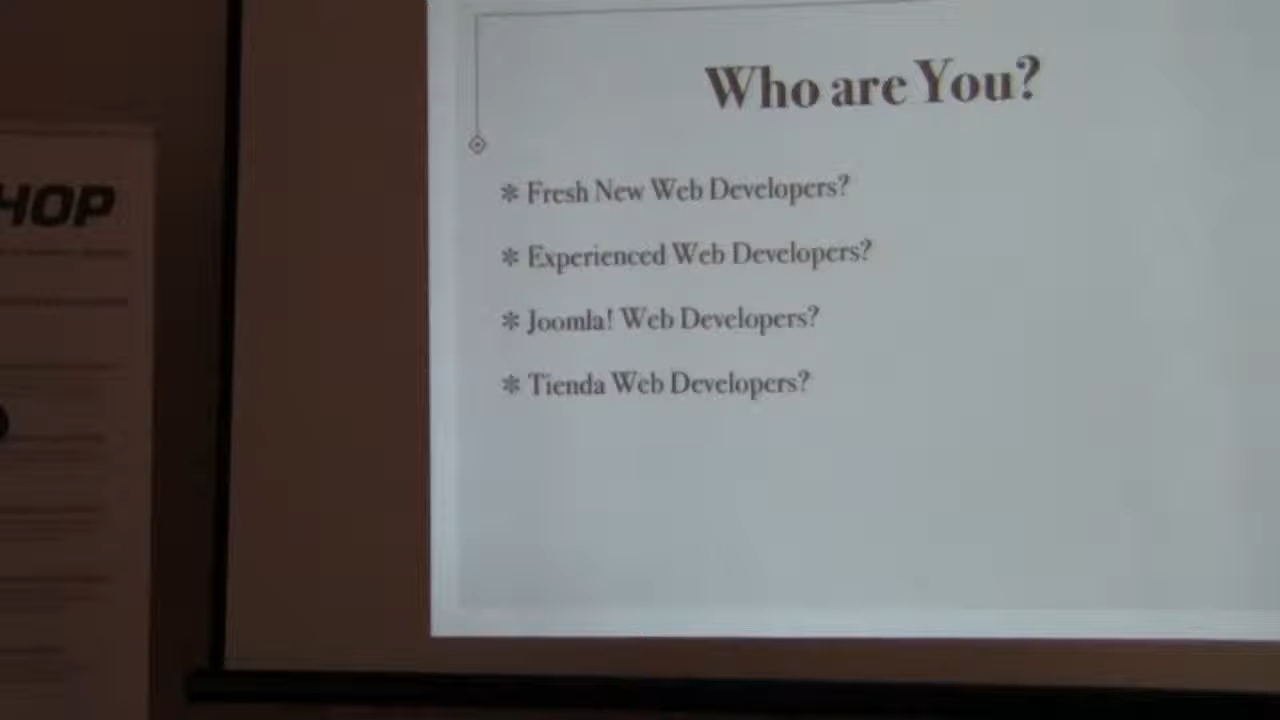 HOP
Who are You?
* Fresh New Web Developers?
* Experienced Web Developers?
* Joomla! Web Developers?
* Tienda Web Developers?